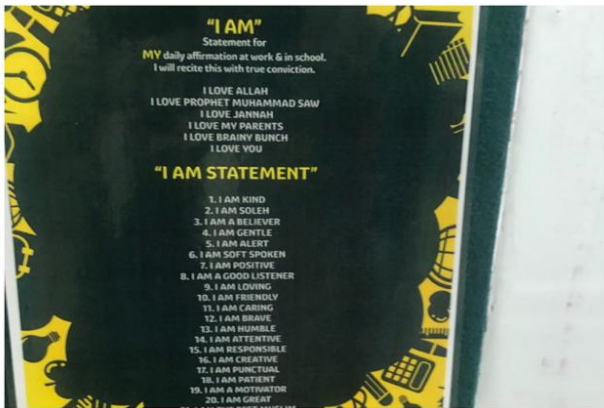 "I AM"
Statement for
MY daily affirmation at work & in school.
I will recite this with true conviction.
I LOVE ALLAH
I LOVE PROPHET MUHAMMAD SAW
I LOVE JANNAH
I LOVE MY PARENTS
I LOVE BRAINY BUNCH
I LOVE YOU
"I AM STATEMENT"
1. I AM KIND
2. I AM SOLEH
3. I AM A BELIEVER
4. I AM GENTLE
5. I AM ALERT
6. I AM SOFT SPOKEN
7. I AM POSITIVE
8. I AM A GOOD LISTENER
9. I AM LOVING
10. I AM FRIENDLY
11. I AM CARING
12. I AM BRAVE
13. I AM HUMBLE
14. I AM ATTENTIVE
15. I AM RESPONSIBLE
16. I AM CREATIVE
17. I AM PUNCTUAL
18. I AM PATIENT
19. I AM A MOTIVATOR
20. I AM GREAT